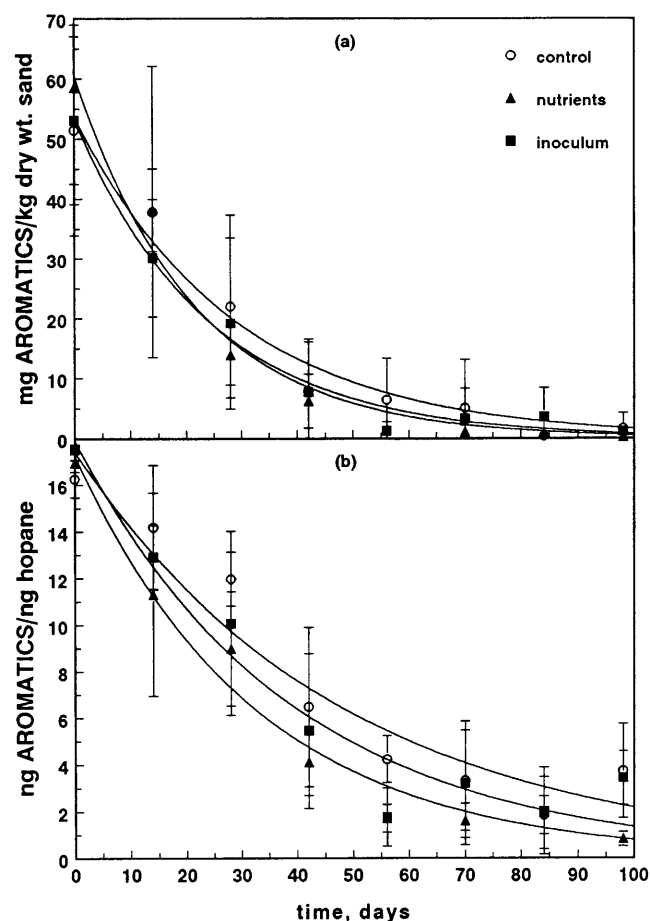 70
60
50
40
30
20
10
0
mg AROMATICS/kg dry wt. sand
(a)
control
nutrients
inoculum
16
14
12
10
8
6
4
2
0
ng AROMATICS/ng hopane
(b)
0 10 20 30 40 50 60 70 80 90 100
time, days